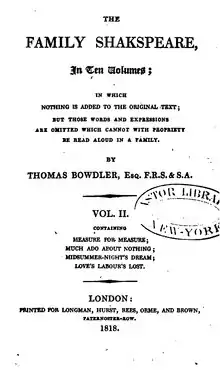 THE
FAMILY SHAKSPEARE,
In Ten Volumes;
IN WHICH
NOTHING IS ADDED TO THE ORIGINAL TEXT;
BUT THOSE WORDS AND EXPRESSIONS
ARE OMITTED WHICH CANNOT WITH PROPRIETY
BE READ ALOUD IN A FAMILY.
BY
THOMAS BOWDLER, Esq. F.R.S. & S.A.
VOL. II.
CONTAINING
MEASURE FOR MEASURE;
MUCH ADO ABOUT NOTHING;
MIDSUMMER-NIGHT'S DREAM;
LOVE'S LABOUR'S LOST.
ASTOR LIBRA
NEW-YORK
LONDON:
PRINTED FOR LONGMAN, HURST, REES, ORME, AND BROWN,
PATERNOSTER-ROW.
1818.